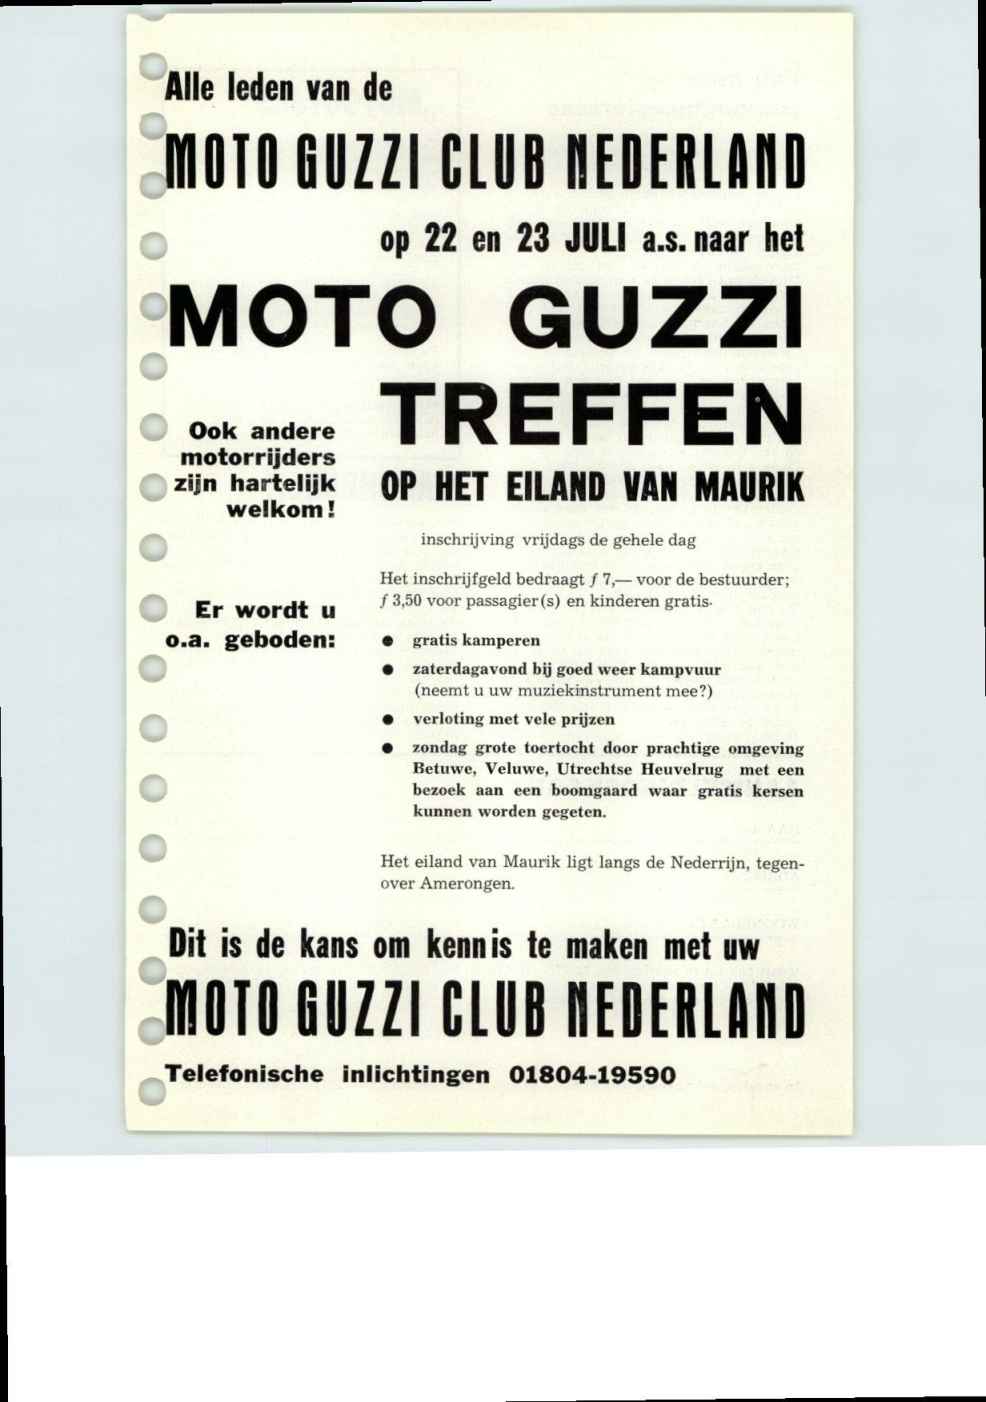 Alle leden van de
MOTO GUZZI CLUB NEDERLAND
op 22 en 23 JULI a.s. naar het
MOTO GUZZI
TREFFEN
OP HET EILAND VAN MAURIK
Ook andere
motorrijders
zijn hartelijk
welkom!
inschrijving vrijdags de gehele dag
Het inschrijfgeld bedraagt ƒ 7,— voor de bestuurder;
ƒ 3,50 voor passagier(s) en kinderen gratis.
Er wordt u
o.a. geboden:
● gratis kamperen
● zaterdagavond bij goed weer kampvuur
(neemt u uw muziekinstrument mee?)
● verloting met vele prijzen
● zondag grote toertocht door prachtige omgeving
Betuwe, Veluwe, Utrechtse Heuvelrug met een
bezoek aan een boomgaard waar gratis kersen
kunnen worden gegeten.
Het eiland van Maurik ligt langs de Nederrijn, tegen-
over Amerongen.
Dit is de kans om kennis te maken met uw
MOTO GUZZI CLUB NEDERLAND
Telefonische inlichtingen 01804-19590